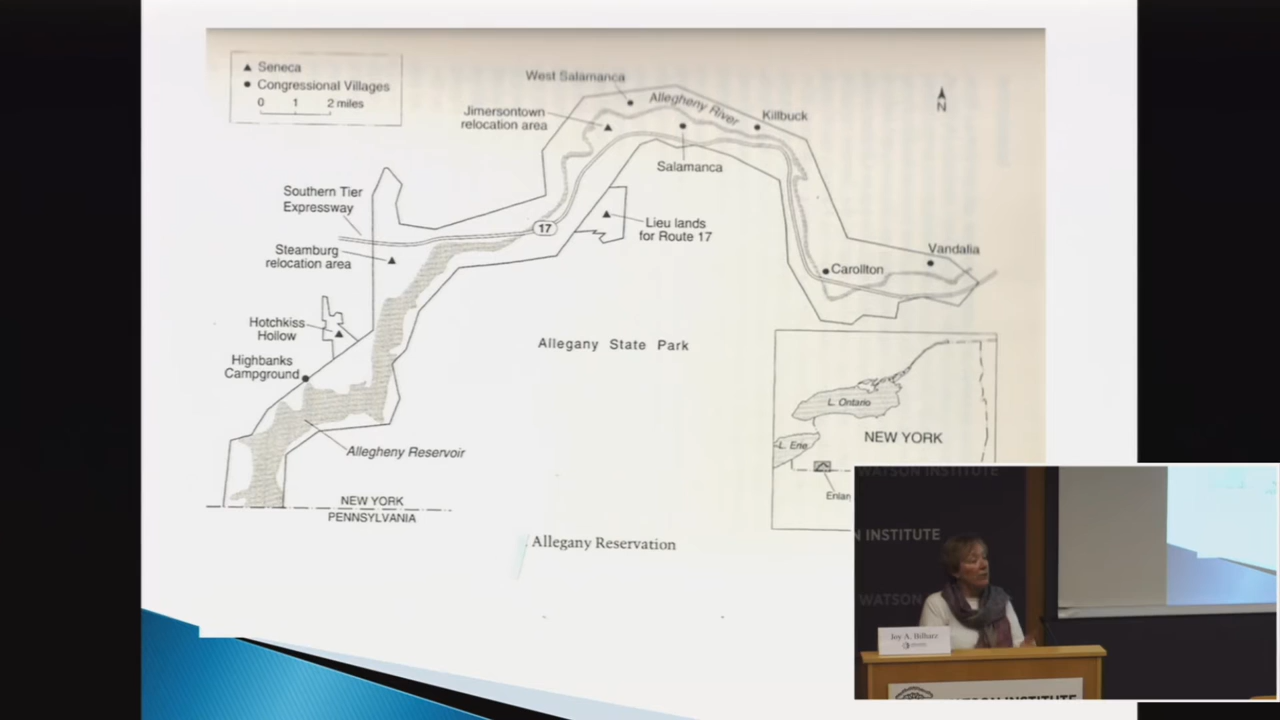 Seneca
Congressional Villages
0 1 2 miles
West Salamanca
Allegheny River
Killbuck
N
Jimersontown
relocation area
Salamanca
Southern Tier
Expressway
17
Lieu lands
for Route 17
Steamburg
relocation area
Vandalia
Carollton
Hotchkiss
Hollow
Allegany State Park
Highbanks
Campground
L. Ontario
NEW YORK
L. Erie
Allegheny Reservoir
NEW YORK
PENNSYLVANIA
Allegany Reservation
WATSON INSTITUTE
INSTITUTE
WATSON
Joy A. Bilharz
WATSON INSTITUTE